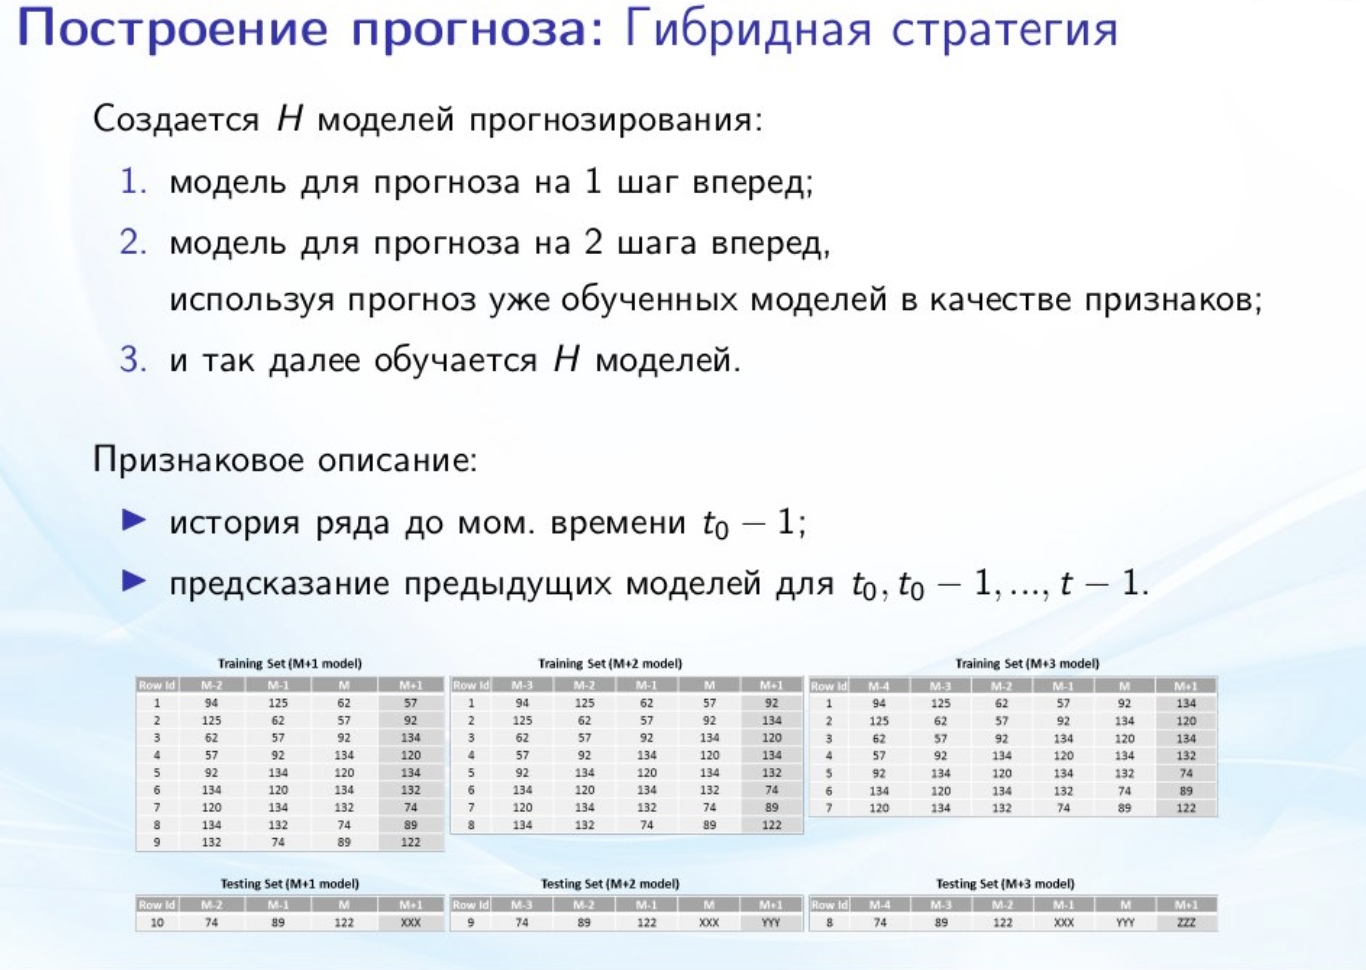 Построение прогноза: Гибридная стратегия
Создается H моделей прогнозирования:
1. модель для прогноза на 1 шаг вперед;
2. модель для прогноза на 2 шага вперед,
используя прогноз уже обученных моделей в качестве признаков;
3. и так далее обучается H моделей.
Признаковое описание:
▶ история ряда до мом. времени t₀ − 1;
▶ предсказание предыдущих моделей для t₀, t₀ − 1, ..., t − 1.
Training Set (M+1 model)
Row Id M-2 M-1 M M+1
1 94 125 62 57
2 125 62 57 92
3 62 57 92 134
4 57 92 134 120
5 92 134 120 134
6 134 120 134 132
7 120 134 132 74
8 134 132 74 89
9 132 74 89 122
Training Set (M+2 model)
Row Id M-3 M-2 M-1 M M+1
1 94 125 62 57 92
2 125 62 57 92 134
3 62 57 92 134 120
4 57 92 134 120 134
5 92 134 120 134 132
6 134 120 134 132 74
7 120 134 132 74 89
8 134 132 74 89 122
Training Set (M+3 model)
Row Id M-4 M-3 M-2 M-1 M M+1
1 94 125 62 57 92 134
2 125 62 57 92 134 120
3 62 57 92 134 120 134
4 57 92 134 120 134 132
5 92 134 120 134 132 74
6 134 120 134 132 74 89
7 120 134 132 74 89 122
Testing Set (M+1 model)
Row Id M-2 M-1 M M+1
10 74 89 122 XXX
Testing Set (M+2 model)
Row Id M-3 M-2 M-1 M M+1
9 74 89 122 XXX YYY
Testing Set (M+3 model)
Row Id M-4 M-3 M-2 M-1 M M+1
8 74 89 122 XXX YYY ZZZ